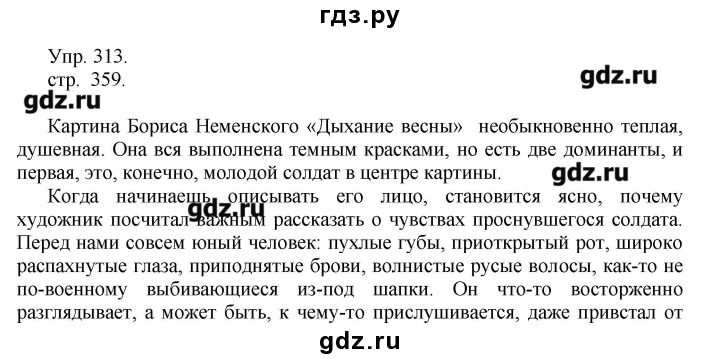 гдз.ру
Упр. 313.
стр. 359.
gdz.ru
gdz.ru
Картина Бориса Неменского «Дыхание весны» необыкновенно теплая,
душевная. Она вся выполнена темным красками, но есть две доминанты, и
первая, это, конечно, молодой солдат в центре картины.
gdz.ru
Когда начинаешь описывать его лицо, становится ясно, почему
художник посчитал важным рассказать о чувствах проснувшегося солдата.
gdz.ru
Перед нами совсем юный человек: пухлые губы, приоткрытый рот, широко
распахнутые глаза, приподнятые брови, волнистые русые волосы, как-то не
по-военному выбивающиеся из-под шапки. Он что-то восторженно
разглядывает, а может быть, к чему-то прислушивается, даже привстал от
gdz.ru